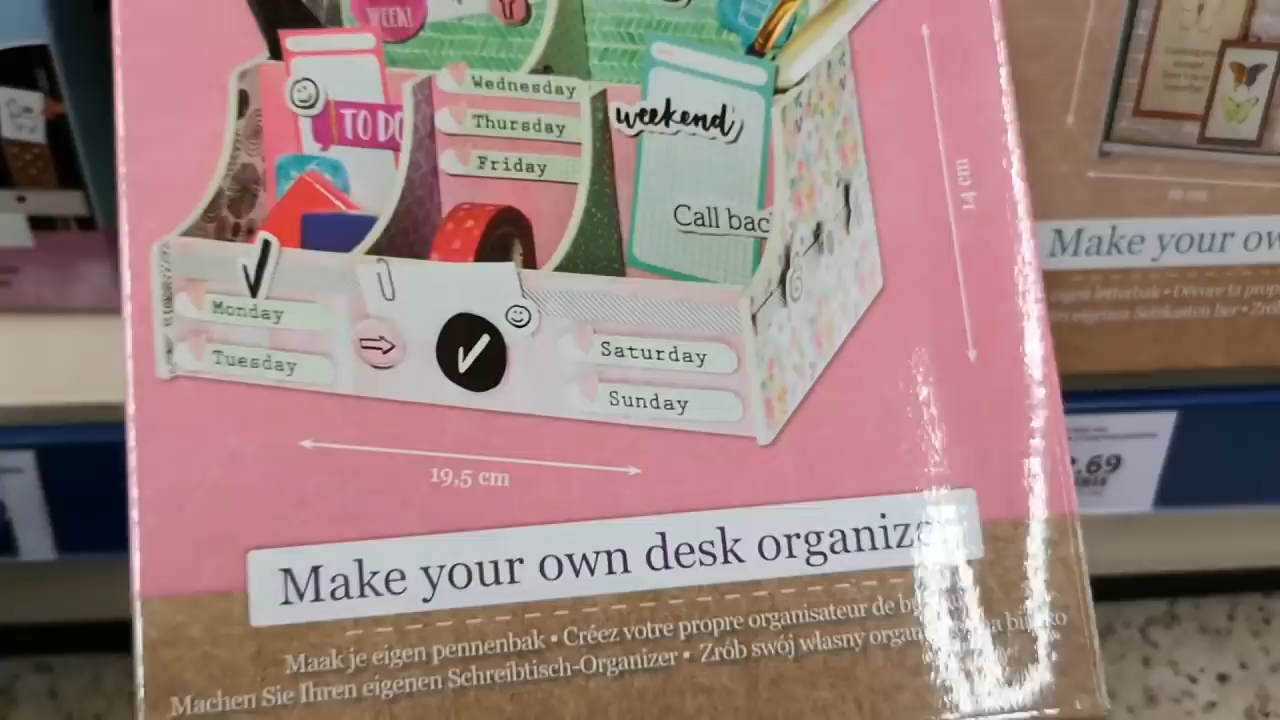 WEEK!
TO DO
Wednesday
Thursday
Friday
weekend
Call bac
Monday
Tuesday
Saturday
Sunday
14 cm
19,5 cm
Make your own desk organize
Maak je eigen pennenbak • Créez votre propre organisateur de
Machen Sie Ihren eigenen Schreibtisch-Organizer • Zrób swój własny organ
Make your ow
.69